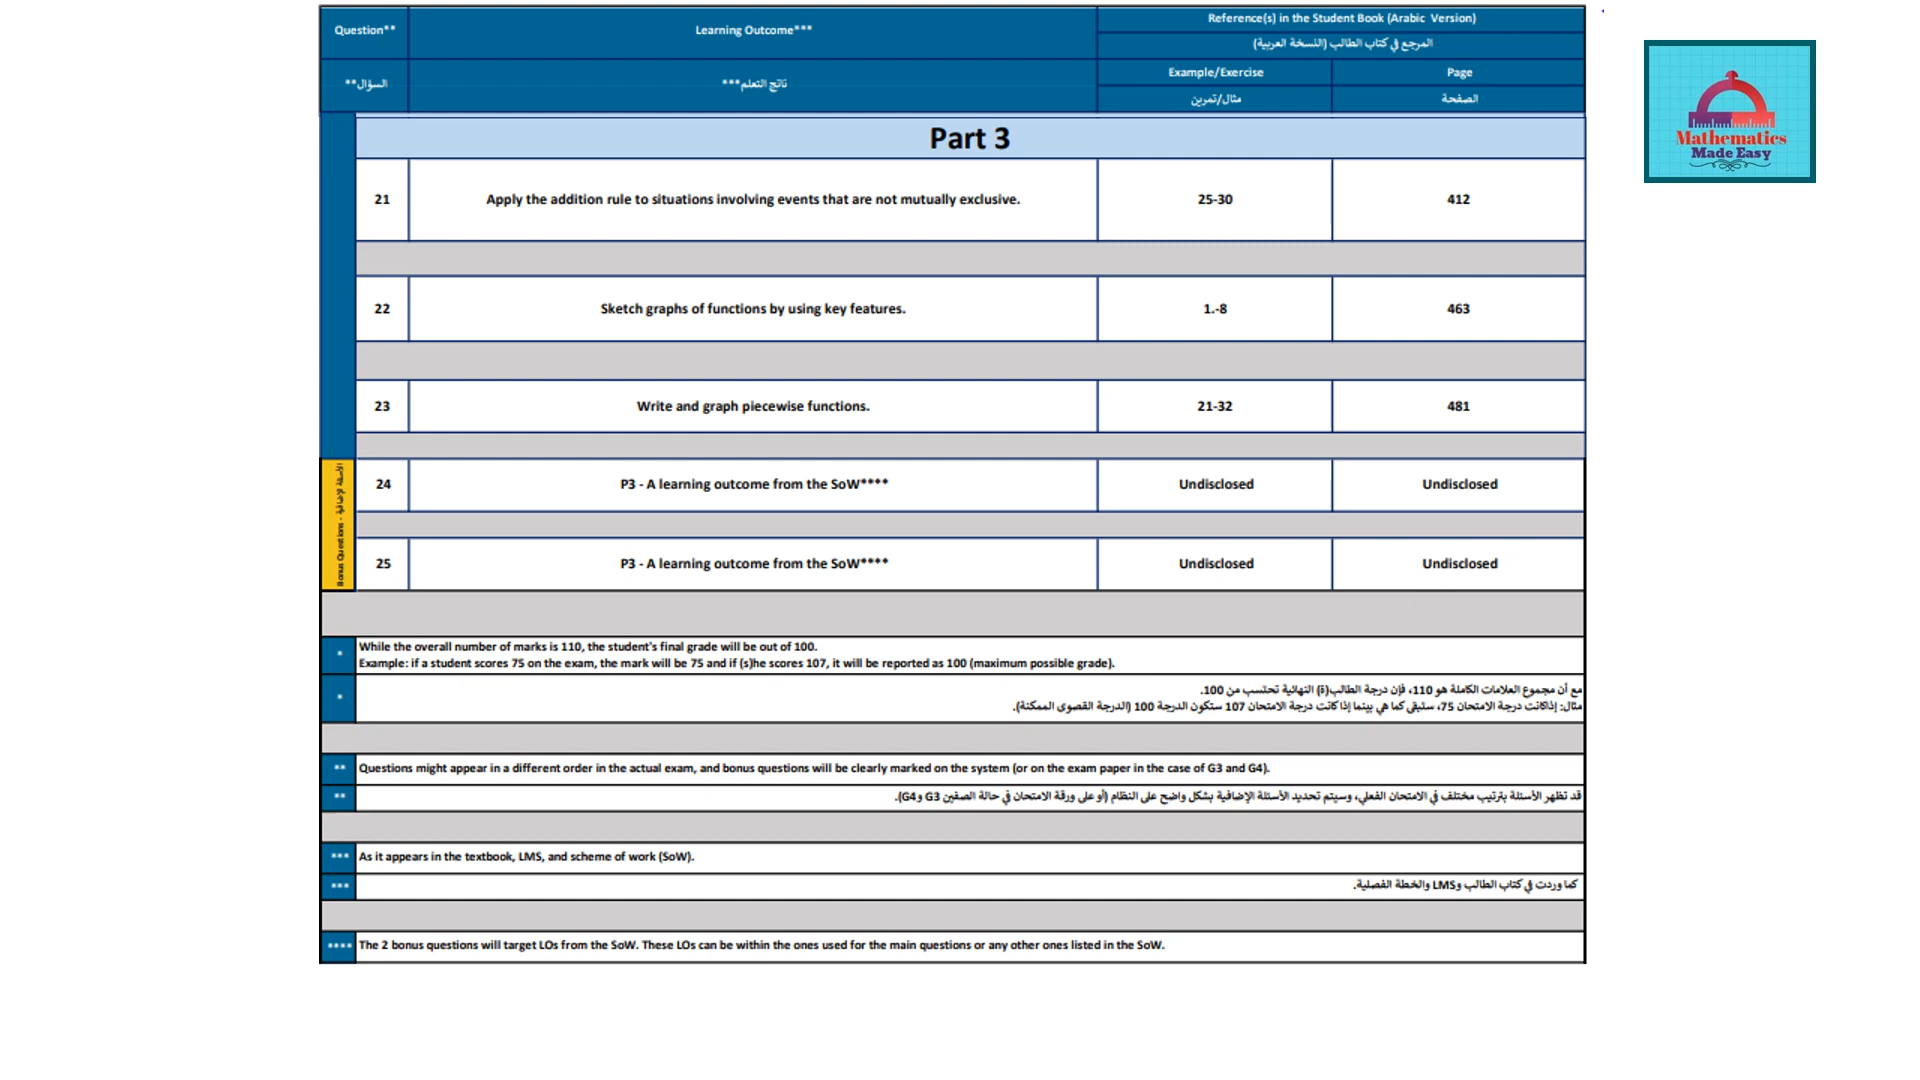 Question**
Learning Outcome***
Reference(s) in the Student Book (Arabic Version)
المرجع في كتاب الطالب (النسخة العربية)
السؤال**
ناتج التعلم***
Example/Exercise
Page
مثال/تمرين
الصفحة
Part 3
21
Apply the addition rule to situations involving events that are not mutually exclusive.
25-30
412
22
Sketch graphs of functions by using key features.
1.-8
463
23
Write and graph piecewise functions.
21-32
481
Bonus Questions - الأسئلة الإضافية
24
P3 - A learning outcome from the SoW****
Undisclosed
Undisclosed
25
P3 - A learning outcome from the SoW****
Undisclosed
Undisclosed
*
While the overall number of marks is 110, the student's final grade will be out of 100.
Example: if a student scores 75 on the exam, the mark will be 75 and if (s)he scores 107, it will be reported as 100 (maximum possible grade).
*
مع أن مجموع العلامات الكاملة هو 110، فإن درجة الطالب(ة) النهائية تحتسب من 100.
مثال: إذاكانت درجة الامتحان 75، ستبقى كما هي بينما إذاكانت درجة الامتحان 107 ستكون الدرجة 100 (الدرجة القصوى الممكنة).
**
Questions might appear in a different order in the actual exam, and bonus questions will be clearly marked on the system (or on the exam paper in the case of G3 and G4).
**
قد تظهر الأسئلة بترتيب مختلف في الامتحان الفعلي، وسيتم تحديد الأسئلة الإضافية بشكل واضح على النظام (أو على ورقة الامتحان في حالة الصفين G3 وG4).
***
As it appears in the textbook, LMS, and scheme of work (SoW).
***
كما وردت في كتاب الطالب وLMS والخطة الفصلية.
****
The 2 bonus questions will target LOs from the SoW. These LOs can be within the ones used for the main questions or any other ones listed in the SoW.
Mathematics
Made Easy